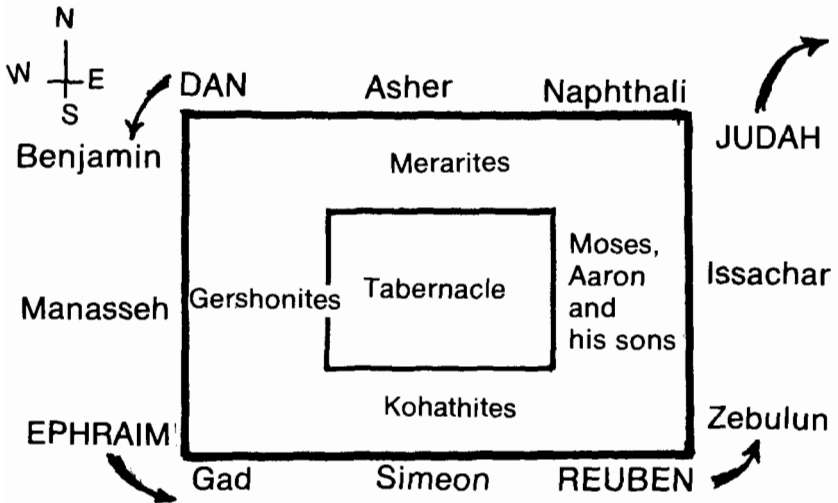 N
W E
S
DAN Asher Naphthali
JUDAH
Benjamin
Merarites
Moses,
Aaron
and
his sons
Issachar
Manasseh
Gershonites
Tabernacle
Kohathites
Zebulun
EPHRAIM
Gad Simeon REUBEN